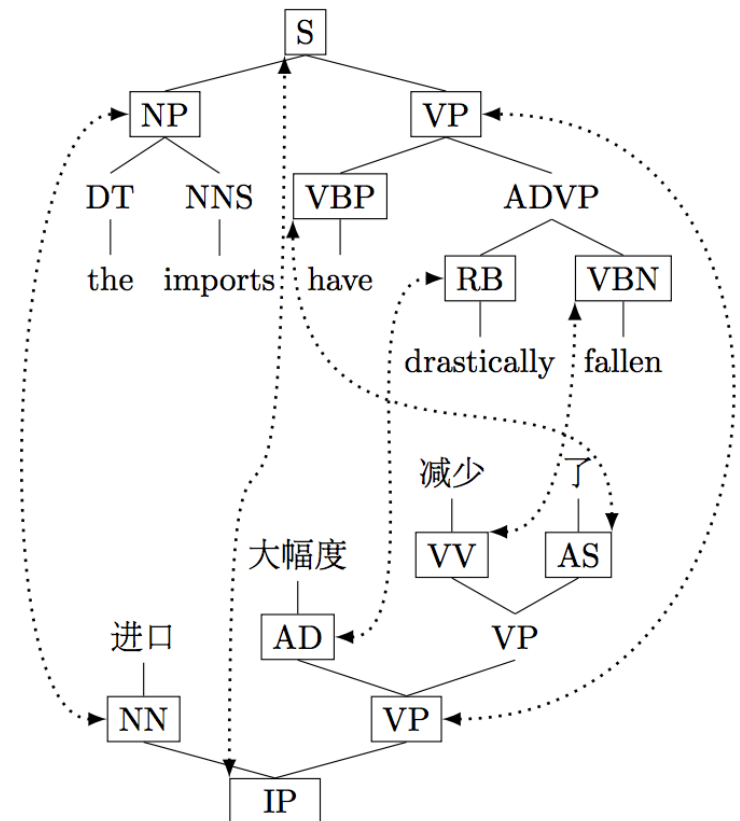 S
NP VP
DT NNS VBP ADVP
the imports have RB VBN
drastically fallen
减少 了
大幅度 VV AS
进口 AD VP
NN VP
IP